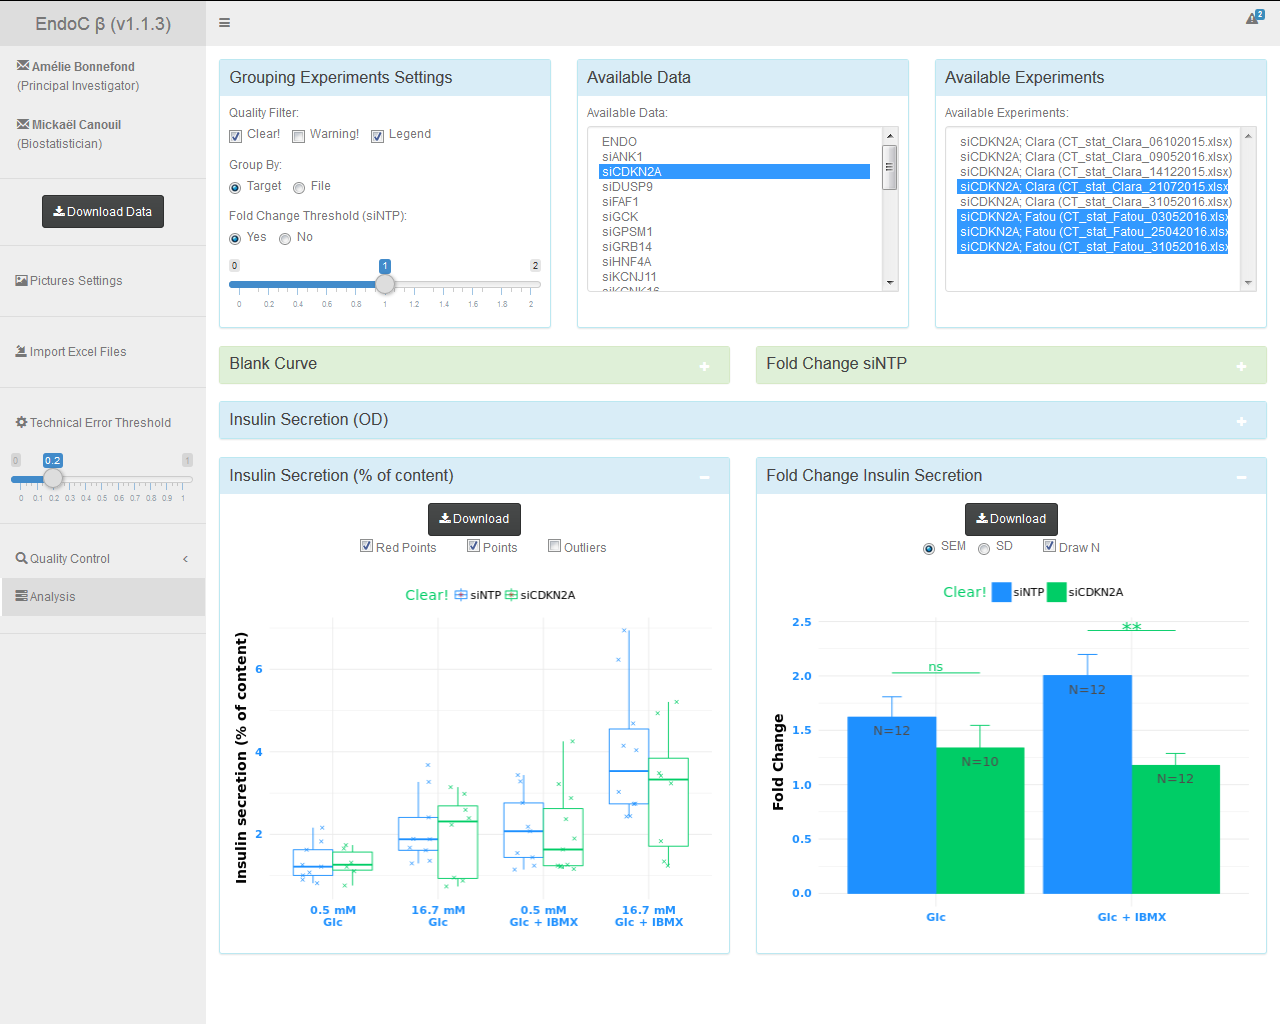 EndoC β (v1.1.3)
2
Amélie Bonnefond
(Principal Investigator)
Mickaël Canouil
(Biostatistician)
Download Data
Pictures Settings
Import Excel Files
Technical Error Threshold
0 0.2 1
0 0.1 0.2 0.3 0.4 0.5 0.6 0.7 0.8 0.9 1
Quality Control
Analysis
Grouping Experiments Settings
Quality Filter:
Clear! Warning! Legend
Group By:
Target File
Fold Change Threshold (siNTP):
Yes No
0 1 2
0 0.2 0.4 0.6 0.8 1 1.2 1.4 1.6 1.8 2
Available Data
Available Data:
ENDO
siANK1
siCDKN2A
siDUSP9
siFAF1
siGCK
siGPSM1
siGRB14
siHNF4A
siKCNJ11
siKCNK16
Available Experiments
Available Experiments:
siCDKN2A; Clara (CT_stat_Clara_06102015.xlsx)
siCDKN2A; Clara (CT_stat_Clara_09052016.xlsx)
siCDKN2A; Clara (CT_stat_Clara_14122015.xlsx)
siCDKN2A; Clara (CT_stat_Clara_21072015.xlsx
siCDKN2A; Clara (CT_stat_Clara_31052016.xlsx)
siCDKN2A; Fatou (CT_stat_Fatou_03052016.xlsx
siCDKN2A; Fatou (CT_stat_Fatou_25042016.xlsx
siCDKN2A; Fatou (CT_stat_Fatou_31052016.xlsx
Blank Curve
Fold Change siNTP
Insulin Secretion (OD)
Insulin Secretion (% of content)
Download
Red Points Points Outliers
Clear! siNTP siCDKN2A
Insulin secretion (% of content)
6
4
2
0.5 mM 16.7 mM 0.5 mM 16.7 mM
Glc Glc Glc + IBMX Glc + IBMX
Fold Change Insulin Secretion
Download
SEM SD Draw N
Clear! siNTP siCDKN2A
Fold Change
2.5
2.0
1.5
1.0
0.5
0.0
ns
**
N=12
N=10
N=12
N=12
Glc Glc + IBMX